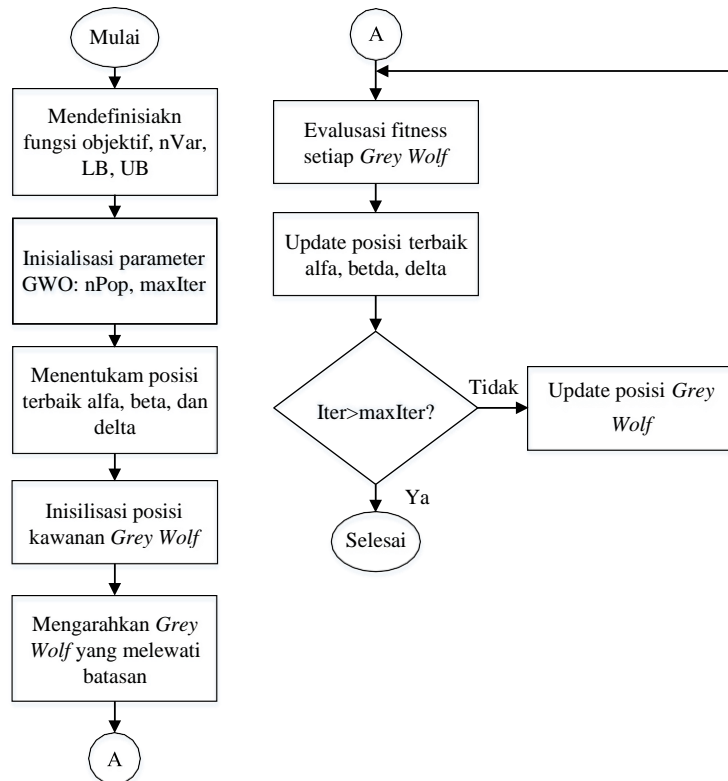 Mulai
Mendefinisiakn
fungsi objektif, nVar,
LB, UB
Inisialisasi parameter
GWO: nPop, maxIter
Menentukam posisi
terbaik alfa, beta, dan
delta
Inisilisasi posisi
kawanan Grey Wolf
Mengarahkan Grey
Wolf yang melewati
batasan
A
A
Evalusasi fitness
setiap Grey Wolf
Update posisi terbaik
alfa, betda, delta
Iter>maxIter?
Tidak
Update posisi Grey
Wolf
Ya
Selesai